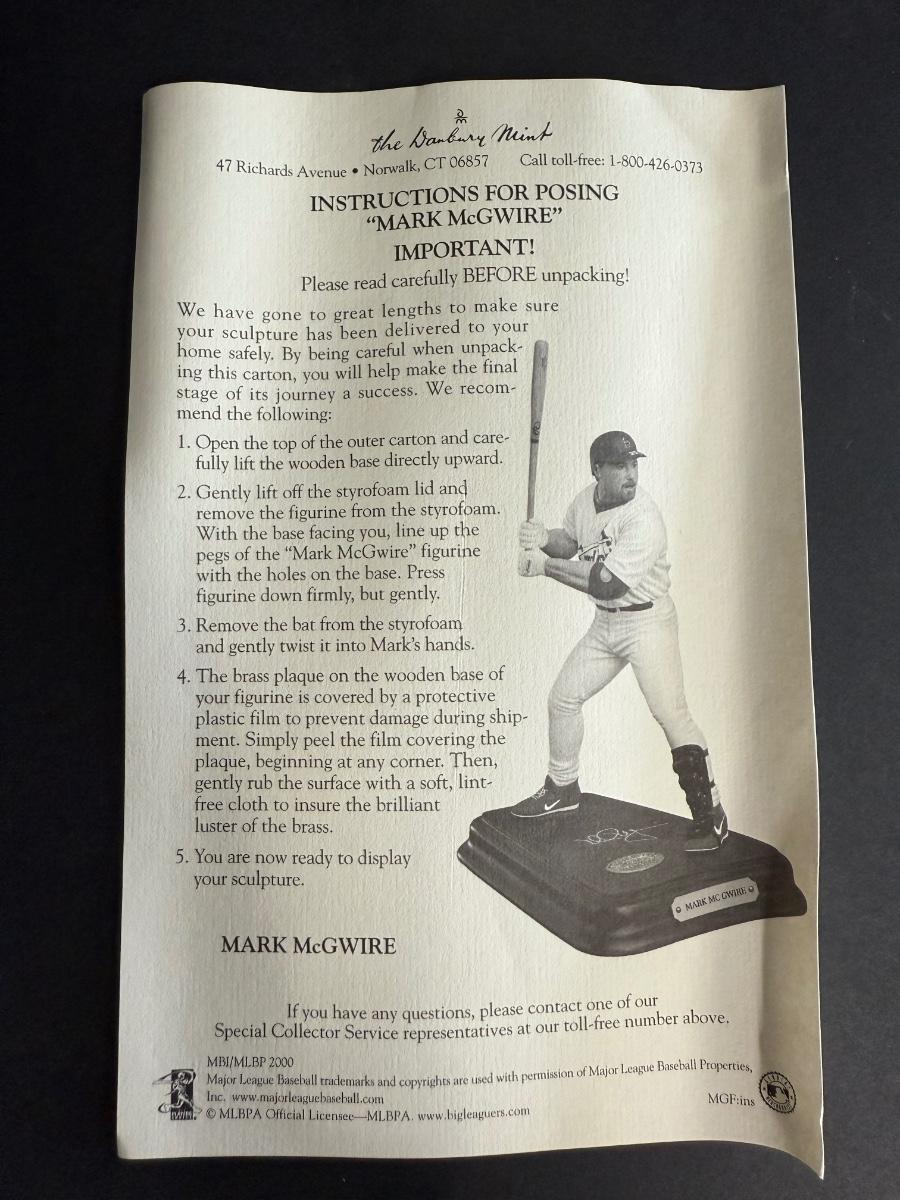 the Danbury Mint
47 Richards Avenue • Norwalk, CT 06857 Call toll-free: 1-800-426-0373
INSTRUCTIONS FOR POSING
“MARK McGWIRE”
IMPORTANT!
Please read carefully BEFORE unpacking!
We have gone to great lengths to make sure
your sculpture has been delivered to your
home safely. By being careful when unpack-
ing this carton, you will help make the final
stage of its journey a success. We recom-
mend the following:
1. Open the top of the outer carton and care-
fully lift the wooden base directly upward.
2. Gently lift off the styrofoam lid and
remove the figurine from the styrofoam.
With the base facing you, line up the
pegs of the “Mark McGwire” figurine
with the holes on the base. Press
figurine down firmly, but gently.
3. Remove the bat from the styrofoam
and gently twist it into Mark's hands.
4. The brass plaque on the wooden base of
your figurine is covered by a protective
plastic film to prevent damage during ship-
ment. Simply peel the film covering the
plaque, beginning at any corner. Then,
gently rub the surface with a soft, lint-
free cloth to insure the brilliant
luster of the brass.
5. You are now ready to display
your sculpture.
MARK MC GWIRE
MARK McGWIRE
If you have any questions, please contact one of our
Special Collector Service representatives at our toll-free number above.
MBI/MLBP 2000
Major League Baseball trademarks and copyrights are used with permission of Major League Baseball Properties,
Inc. www.majorleaguebaseball.com
MGF:ins
© MLBPA Official Licensee—MLBPA. www.bigleaguers.com